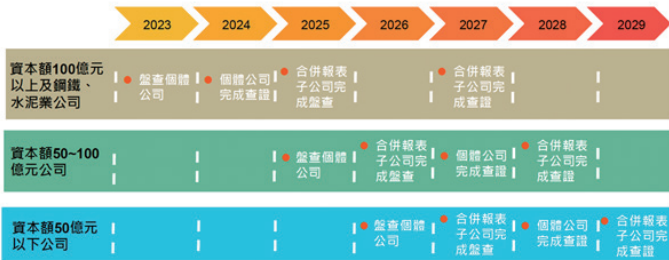 2023 2024 2025 2026 2027 2028 2029
資本額100億元
以上及鋼鐵、
水泥業公司
盤查個體
公司
個體公司
完成查證
合併報表
子公司完
成盤查
合併報表
子公司完
成查證
資本額50~100
億元公司
盤查個體
公司
合併報表
子公司完
成盤查
個體公司
完成查證
合併報表
子公司完
成查證
資本額50億元
以下公司
盤查個體
公司
合併報表
子公司完
成盤查
個體公司
完成查證
合併報表
子公司完
成查證